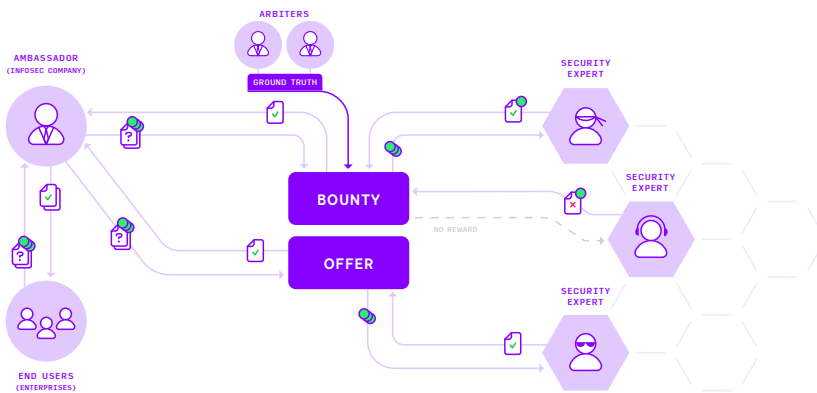 ARBITERS
AMBASSADOR
(INFOSEC COMPANY)
SECURITY
EXPERT
GROUND TRUTH
?
SECURITY
EXPERT
BOUNTY
NO REWARD
?
?
OFFER
SECURITY
EXPERT
END USERS
(ENTERPRISES)